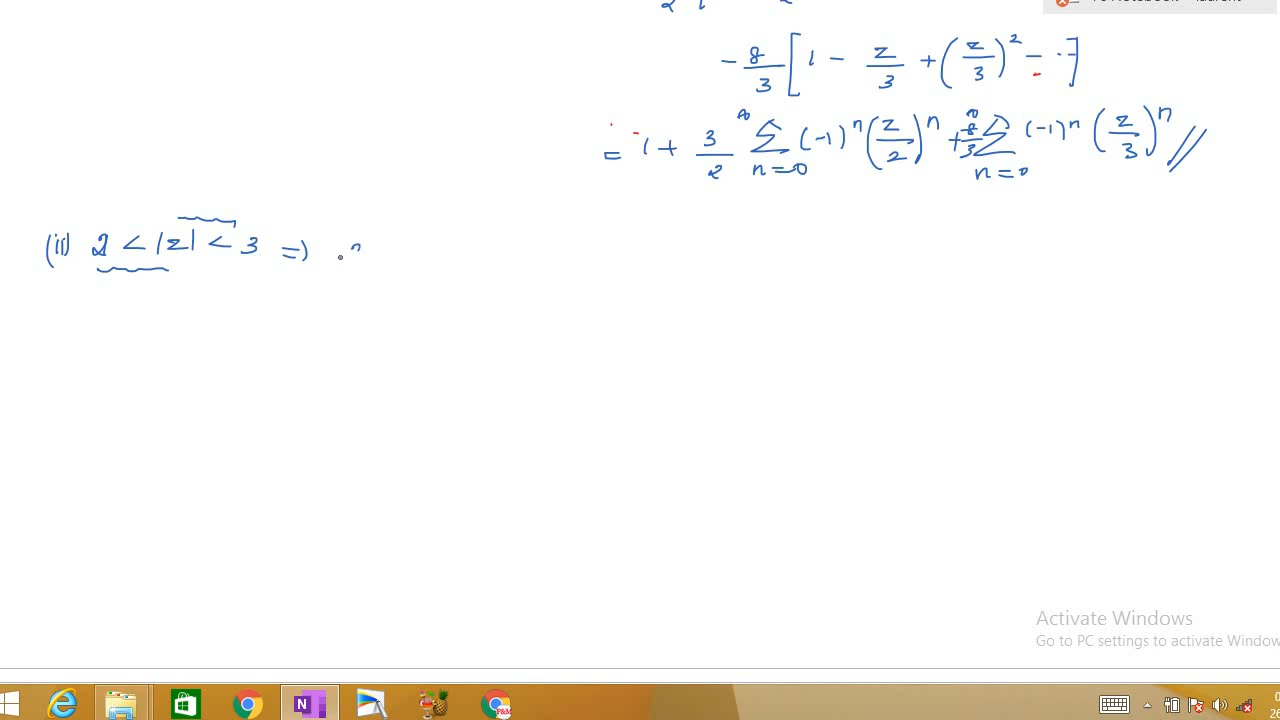 - 8/3 [ 1 - z/3 + (z/3)^2 - ... ]
= 1 + 3/2 ∑_{n=0}^{∞} (-1)^n (z/2)^n + 8/3 ∑_{n=0}^{∞} (-1)^n (z/3)^n //
(ii) 2 < |z| < 3 =>
Activate Windows
Go to PC settings to activate Window